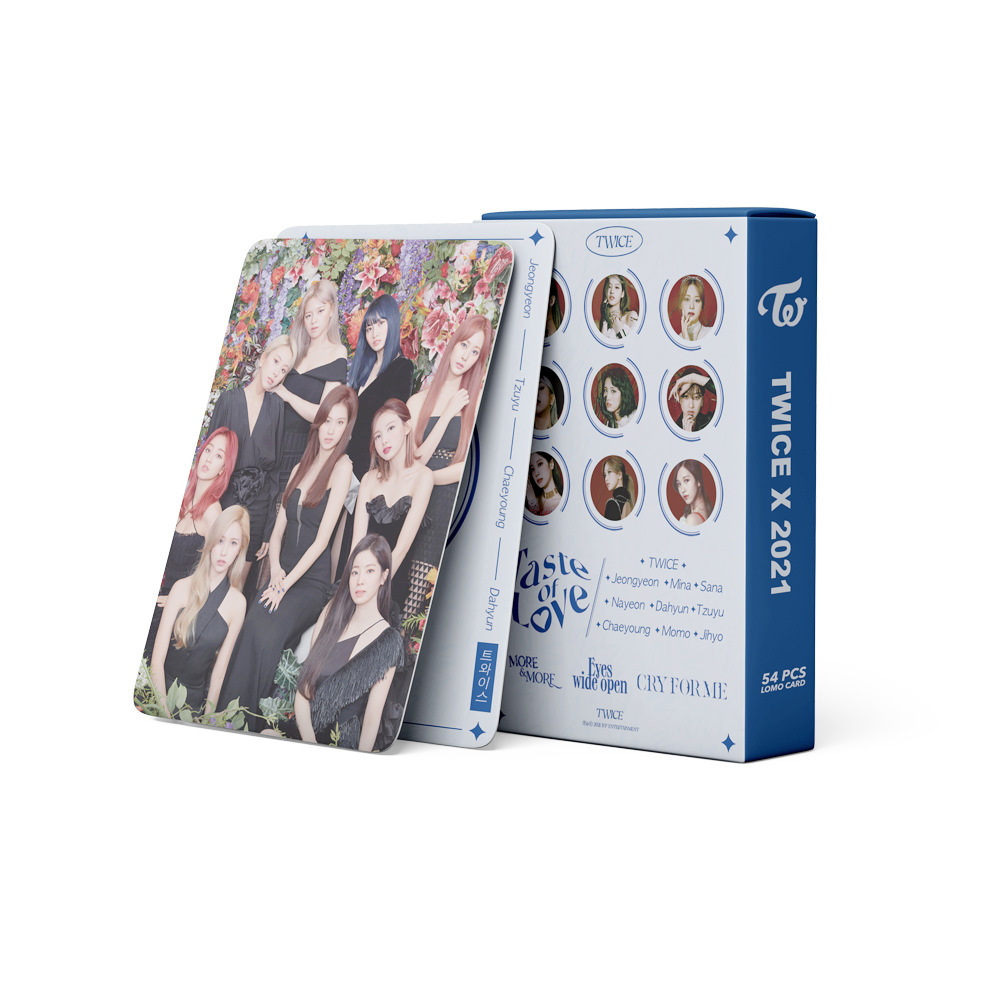 Jeongyeon
Tzuyu
Chaeyoung
Dahyun
트와이스
TWICE
Taste
of
Love
TWICE
Jeongyeon Mina Sana
Nayeon Dahyun Tzuyu
Chaeyoung Momo Jihyo
MORE
&MORE
Eyes
wide open
CRY FOR ME
TWICE
TWICE X 2021
54 PCS
LOMO CARD